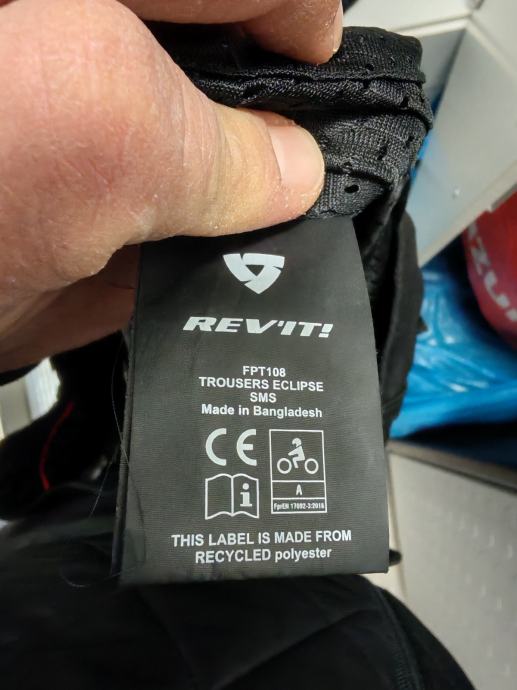 REV'IT!
FPT108
TROUSERS ECLIPSE
SMS
Made in Bangladesh
CE
i
A
FprEN 17092-3:2018
THIS LABEL IS MADE FROM
RECYCLED polyester
ZU